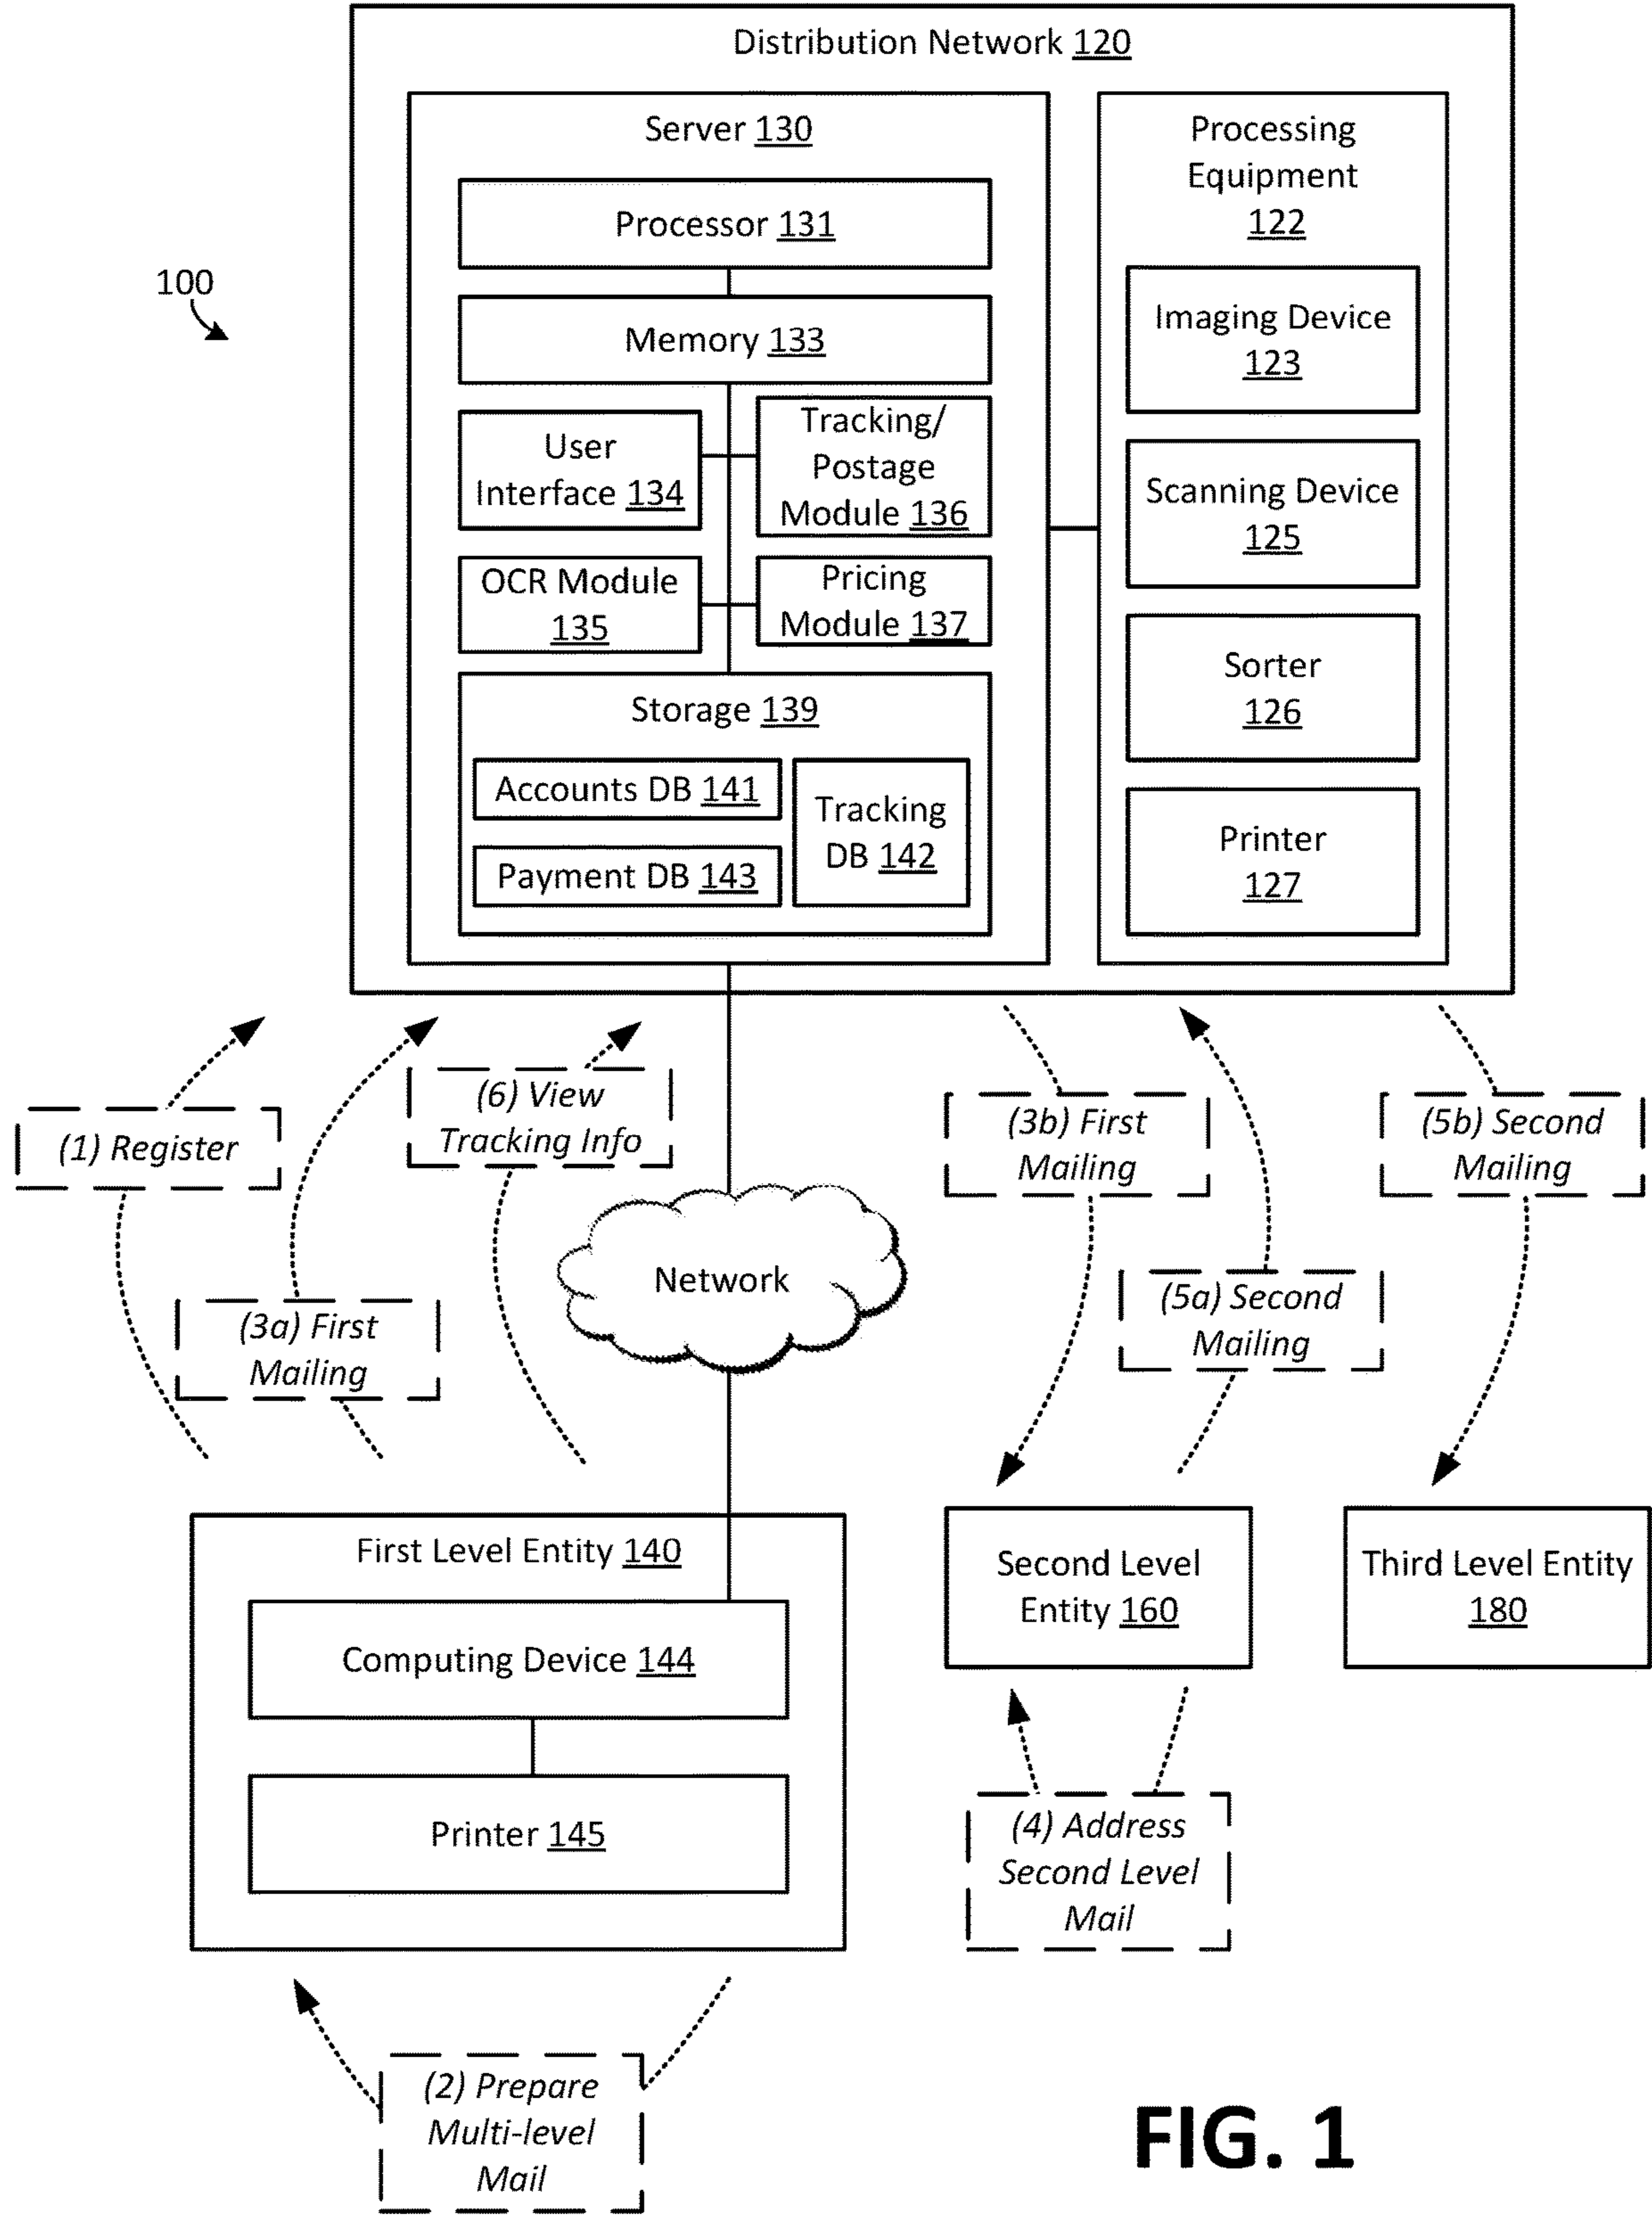 Distribution Network 120
Server 130
Processor 131
Memory 133
User
Interface 134
Tracking/
Postage
Module 136
OCR Module
135
Pricing
Module 137
Storage 139
Accounts DB 141
Payment DB 143
Tracking
DB 142
Processing
Equipment
122
Imaging Device
123
Scanning Device
125
Sorter
126
Printer
127
100
(1) Register
(3a) First
Mailing
(6) View
Tracking Info
Network
(3b) First
Mailing
(5a) Second
Mailing
(5b) Second
Mailing
First Level Entity 140
Computing Device 144
Printer 145
Second Level
Entity 160
Third Level Entity
180
(4) Address
Second Level
Mail
(2) Prepare
Multi-level
Mail
FIG. 1